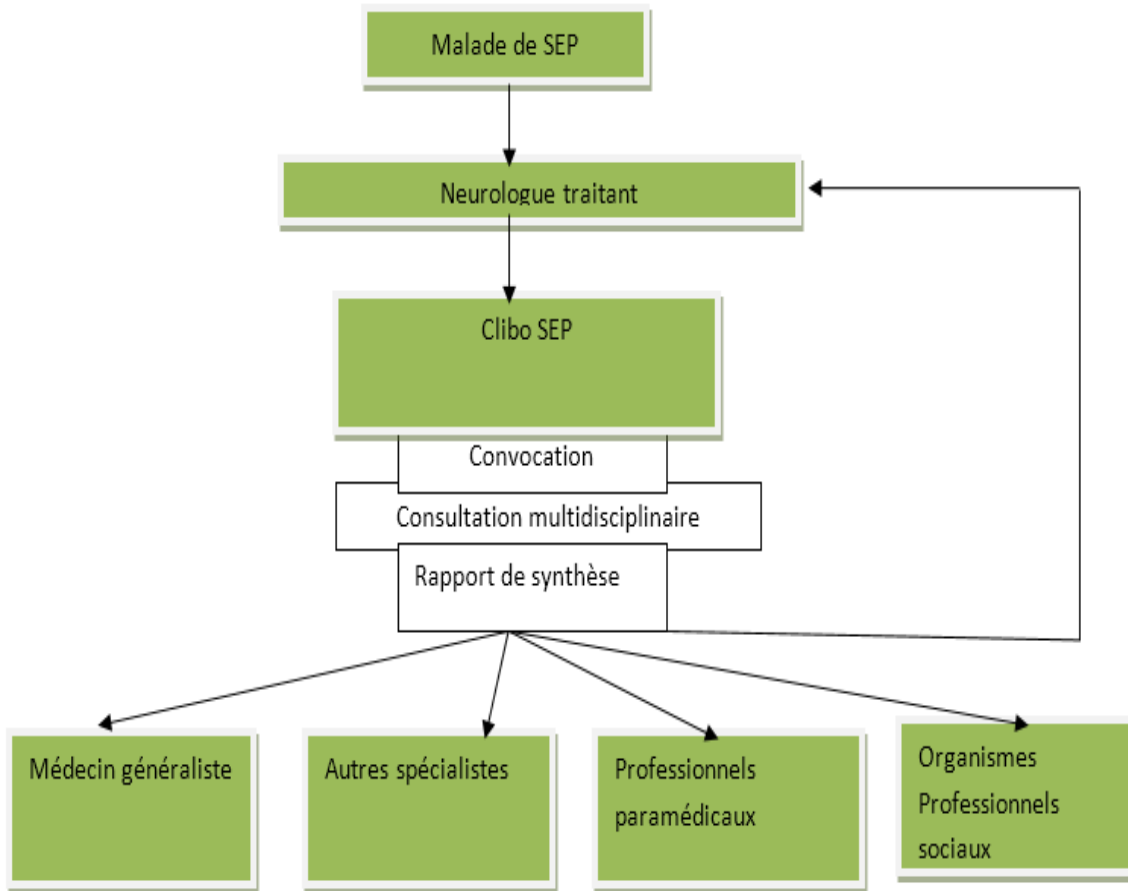 Malade de SEP
Neurologue traitant
Clibo SEP
Convocation
Consultation multidisciplinaire
Rapport de synthèse
Médecin généraliste
Autres spécialistes
Professionnels
paramédicaux
Organismes
Professionnels
sociaux